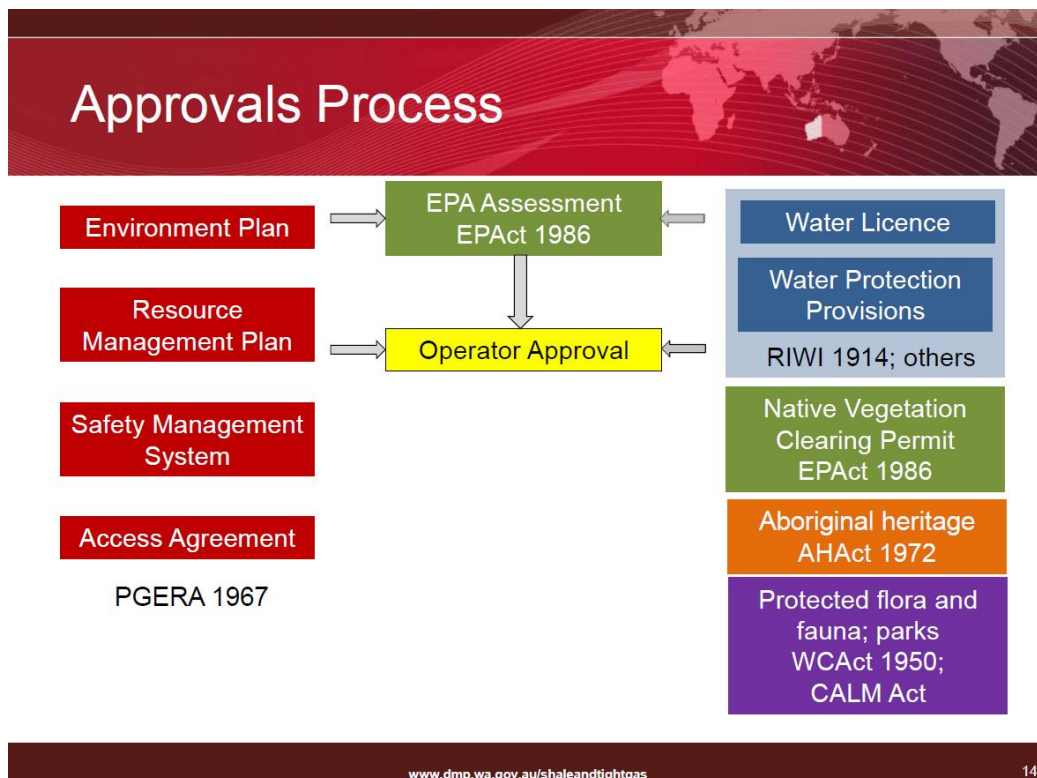 Approvals Process
Environment Plan
Resource
Management Plan
Safety Management
System
Access Agreement
PGERA 1967
EPA Assessment
EPAct 1986
Operator Approval
Water Licence
Water Protection
Provisions
RIWI 1914; others
Native Vegetation
Clearing Permit
EPAct 1986
Aboriginal heritage
AHAct 1972
Protected flora and
fauna; parks
WCAct 1950;
CALM Act
www.dmp.wa.gov.au/shaleandtightgas
14